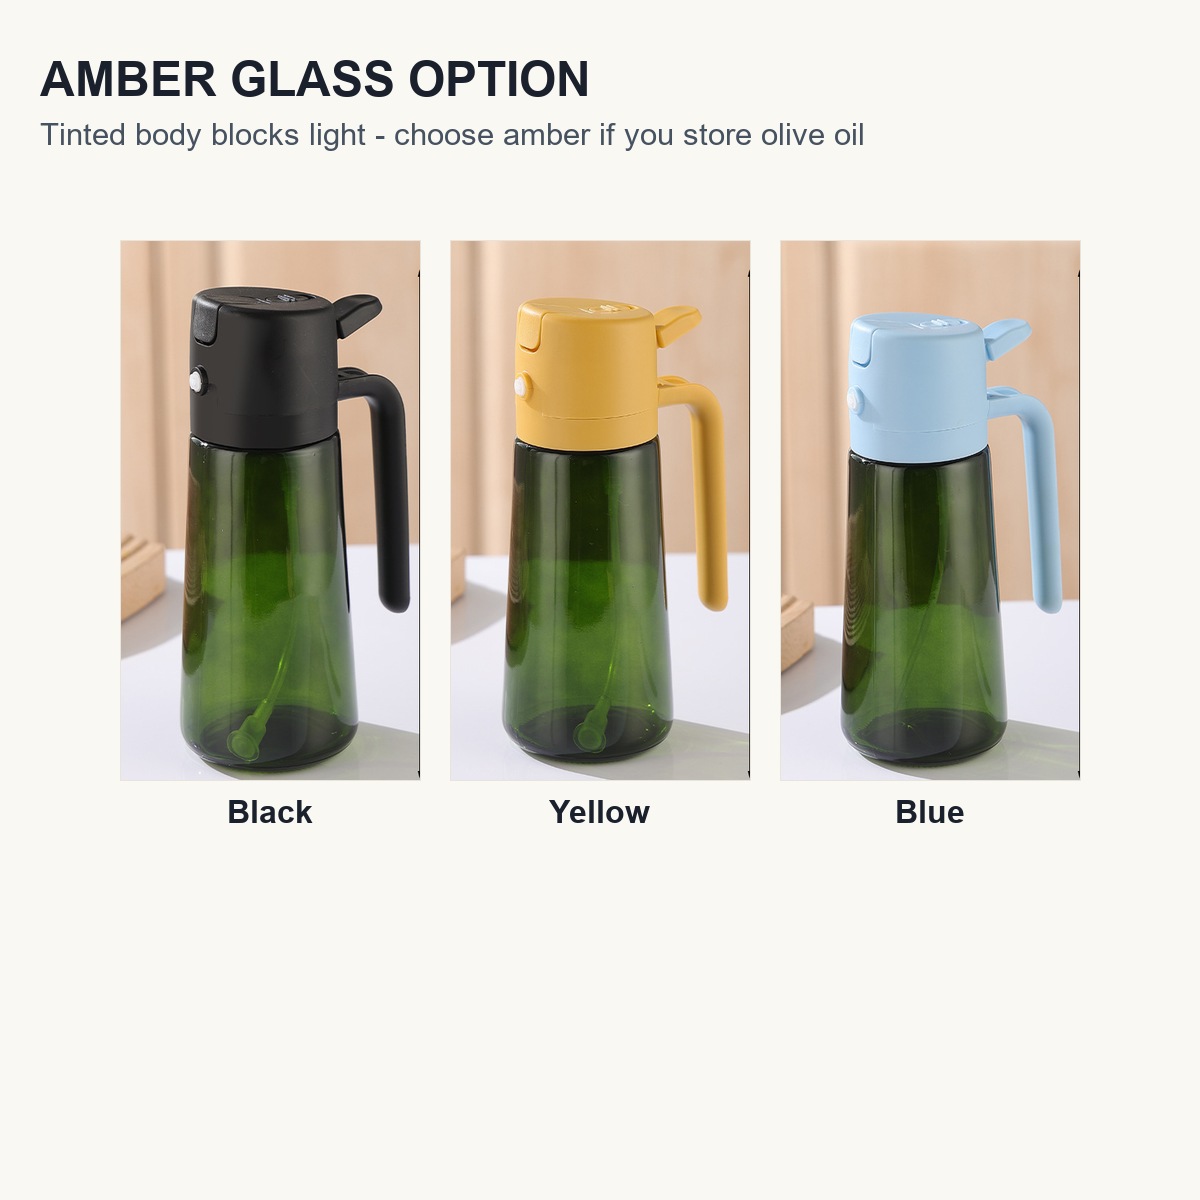 AMBER GLASS OPTION
Tinted body blocks light - choose amber if you store olive oil
Black
Yellow
Blue